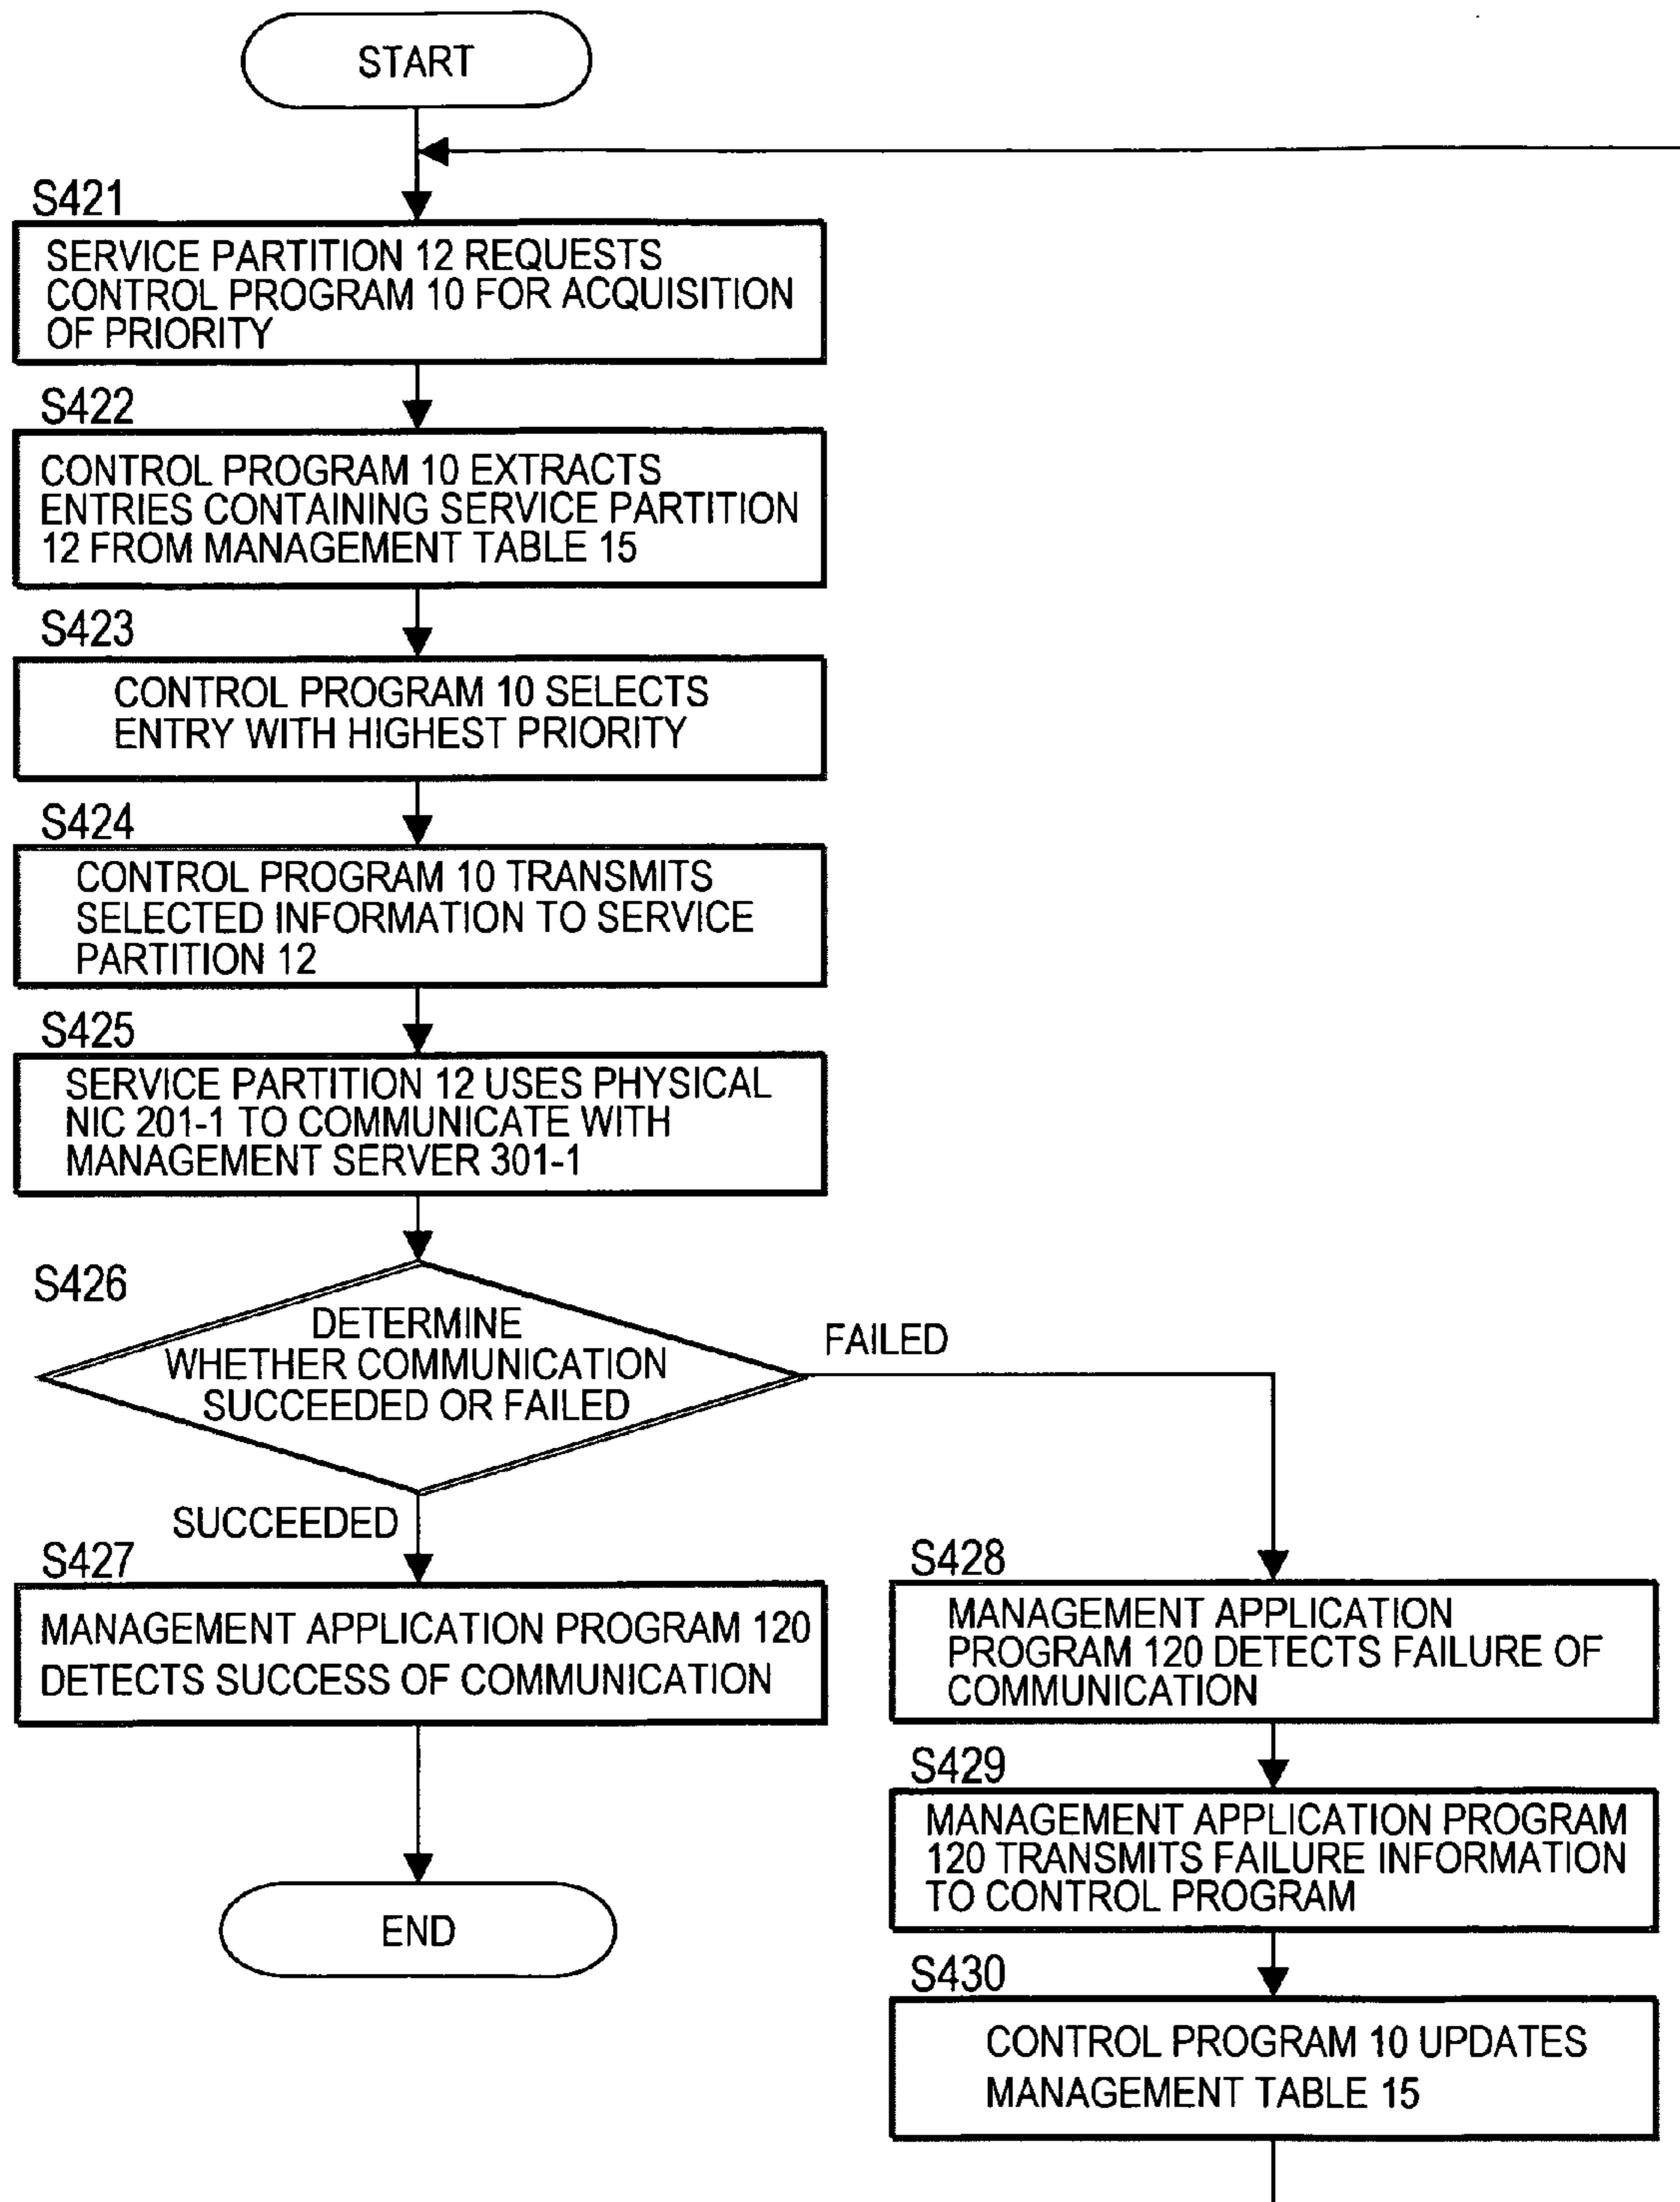 START
S421
SERVICE PARTITION 12 REQUESTS
CONTROL PROGRAM 10 FOR ACQUISITION
OF PRIORITY
S422
CONTROL PROGRAM 10 EXTRACTS
ENTRIES CONTAINING SERVICE PARTITION
12 FROM MANAGEMENT TABLE 15
S423
CONTROL PROGRAM 10 SELECTS
ENTRY WITH HIGHEST PRIORITY
S424
CONTROL PROGRAM 10 TRANSMITS
SELECTED INFORMATION TO SERVICE
PARTITION 12
S425
SERVICE PARTITION 12 USES PHYSICAL
NIC 201-1 TO COMMUNICATE WITH
MANAGEMENT SERVER 301-1
S426
DETERMINE
WHETHER COMMUNICATION
SUCCEEDED OR FAILED
FAILED
SUCCEEDED
S427
MANAGEMENT APPLICATION PROGRAM 120
DETECTS SUCCESS OF COMMUNICATION
END
S428
MANAGEMENT APPLICATION
PROGRAM 120 DETECTS FAILURE OF
COMMUNICATION
S429
MANAGEMENT APPLICATION PROGRAM
120 TRANSMITS FAILURE INFORMATION
TO CONTROL PROGRAM
S430
CONTROL PROGRAM 10 UPDATES
MANAGEMENT TABLE 15